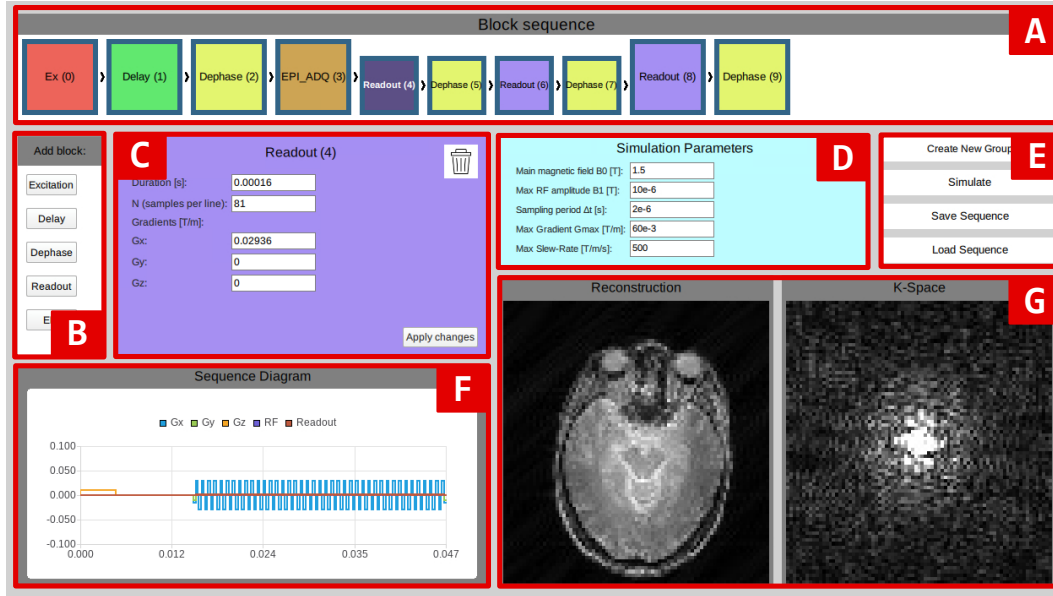 Block sequence
A
Ex (0)
Delay (1)
Dephase (2)
EPI_ADQ (3)
Readout (4)
Dephase (5)
Readout (6)
Dephase (7)
Readout (8)
Dephase (9)
Add block:
Excitation
Delay
Dephase
Readout
B
C
Readout (4)
Duration [s]: 0.00016
N (samples per line): 81
Gradients [T/m]:
Gx: 0.02936
Gy: 0
Gz: 0
Apply changes
Simulation Parameters
D
Main magnetic field B0 [T]: 1.5
Max RF amplitude B1 [T]: 10e-6
Sampling period Δt [s]: 2e-6
Max Gradient Gmax [T/m]: 60e-3
Max Slew-Rate [T/m/s]: 500
Create New Group
E
Simulate
Save Sequence
Load Sequence
Sequence Diagram
F
Gx Gy Gz RF Readout
0.100
0.050
0.000
-0.050
-0.100
0.000 0.012 0.024 0.035 0.047
Reconstruction
K-Space
G